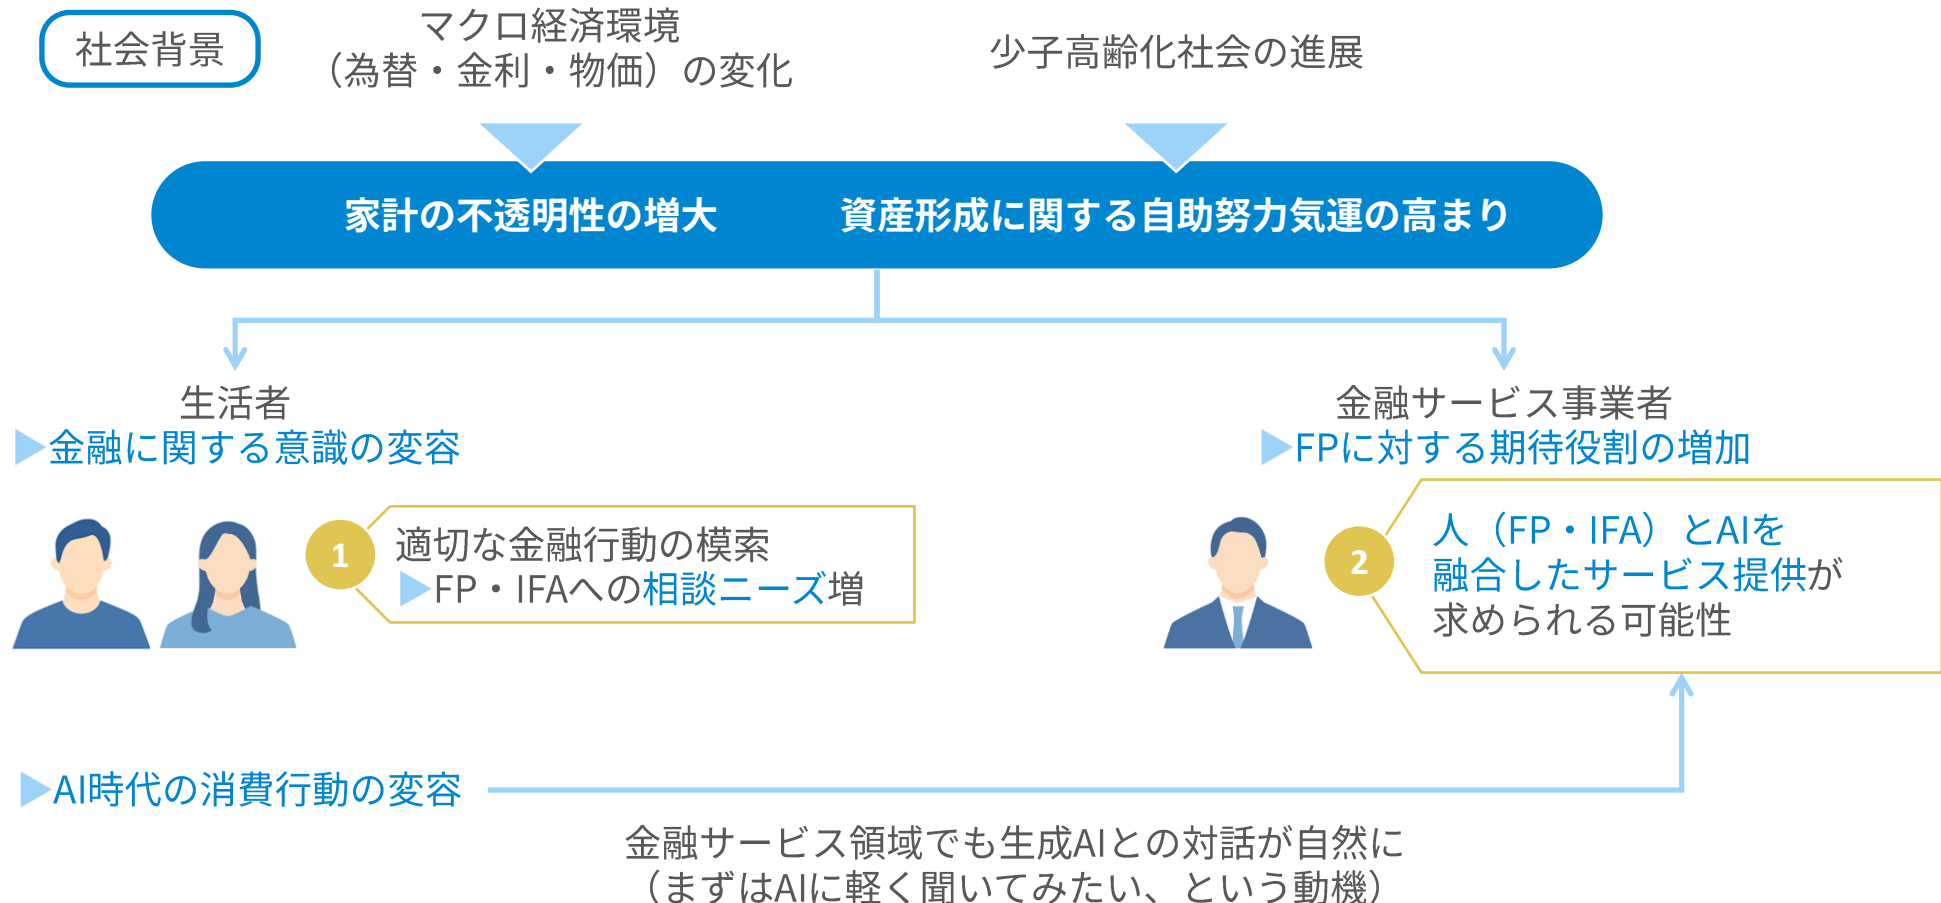 社会背景
マクロ経済環境
（為替・金利・物価）の変化
少子高齢化社会の進展
家計の不透明性の増大
資産形成に関する自助努力気運の高まり
生活者
▶金融に関する意識の変容
金融サービス事業者
▶FPに対する期待役割の増加
1
適切な金融行動の模索
▶FP・IFAへの相談ニーズ増
2
人（FP・IFA）とAIを
融合したサービス提供が
求められる可能性
▶AI時代の消費行動の変容
金融サービス領域でも生成AIとの対話が自然に
（まずはAIに軽く聞いてみたい、という動機）